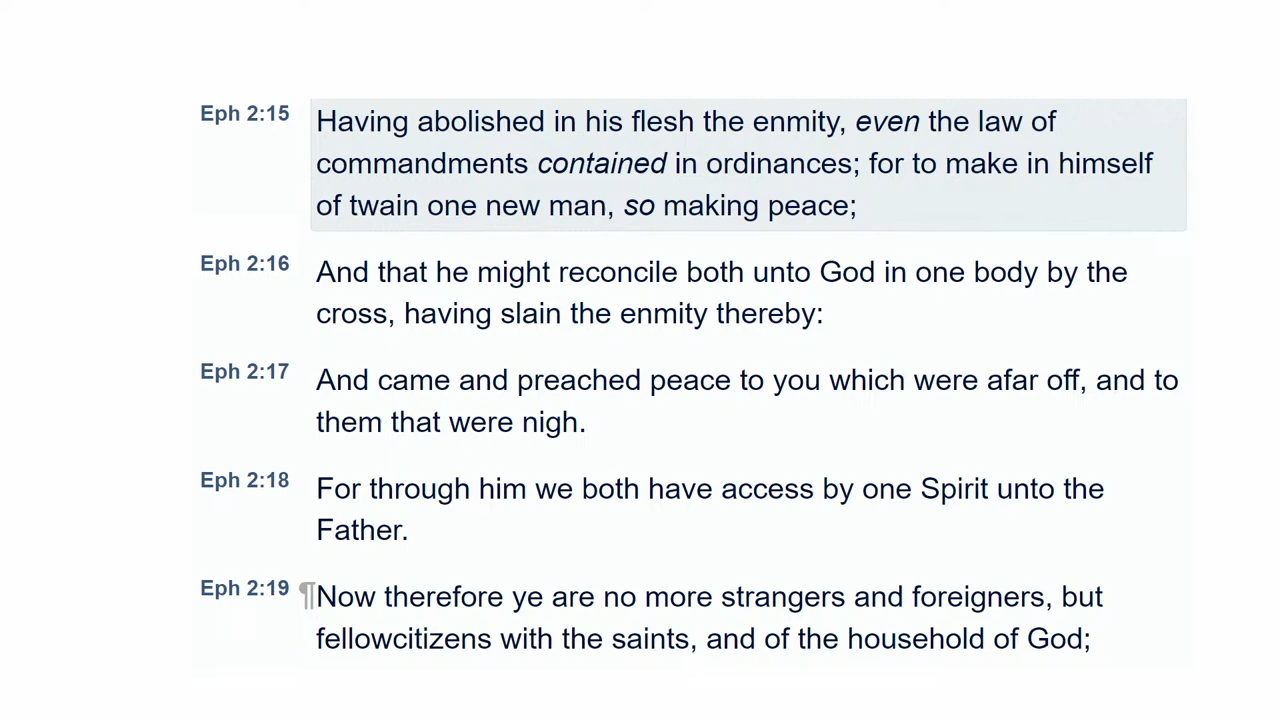 Eph 2:15 Having abolished in his flesh the enmity, even the law of
commandments contained in ordinances; for to make in himself
of twain one new man, so making peace;
Eph 2:16 And that he might reconcile both unto God in one body by the
cross, having slain the enmity thereby:
Eph 2:17 And came and preached peace to you which were afar off, and to
them that were nigh.
Eph 2:18 For through him we both have access by one Spirit unto the
Father.
Eph 2:19 ¶Now therefore ye are no more strangers and foreigners, but
fellowcitizens with the saints, and of the household of God;